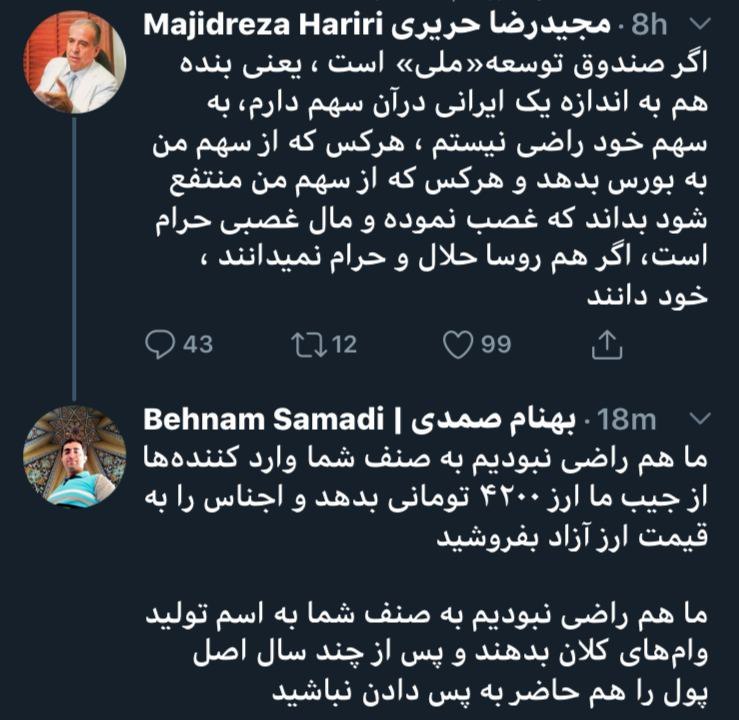 Majidreza Hariri مجیدرضا حریری · 8h
اگر صندوق توسعه«ملی» است ، یعنی بنده
هم به اندازه یک ایرانی درآن سهم دارم، به
سهم خود راضی نیستم ، هرکس که از سهم من
به بورس بدهد و هرکس که از سهم من منتفع
شود بداند که غصب نموده و مال غصبی حرام
است، اگر هم روسا حلال و حرام نمیدانند ،
خود دانند
43 12 99
Behnam Samadi | بهنام صمدی · 18m
ما هم راضی نبودیم به صنف شما وارد کننده‌ها
از جیب ما ارز ۴۲۰۰ تومانی بدهد و اجناس را به
قیمت ارز آزاد بفروشید
ما هم راضی نبودیم به صنف شما به اسم تولید
وام‌های کلان بدهند و پس از چند سال اصل
پول را هم حاضر به پس دادن نباشید